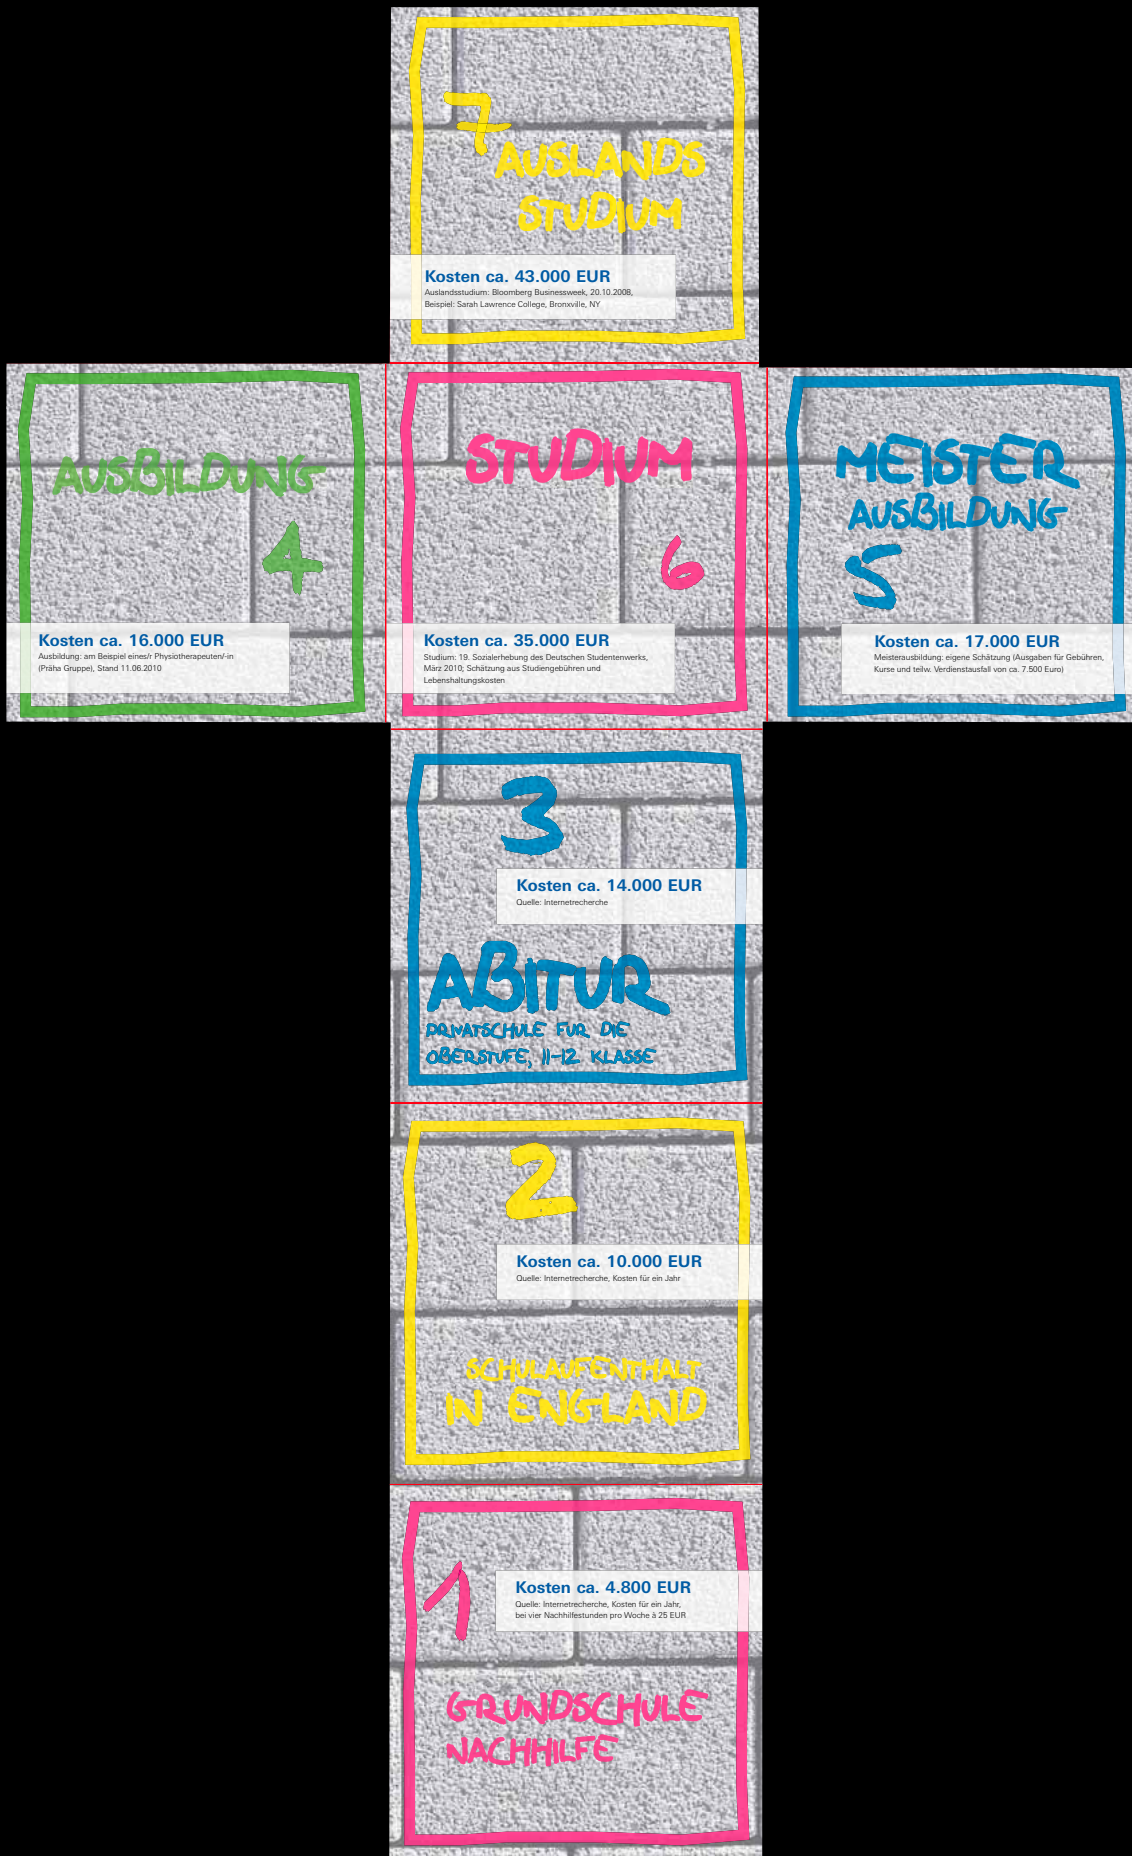 7
AUSLANDS
STUDIUM
Kosten ca. 43.000 EUR
Auslandsstudium: Bloomberg Businessweek, 20.10.2008,
Beispiel: Sarah Lawrence College, Bronxville, NY
AUSBILDUNG
4
Kosten ca. 16.000 EUR
Ausbildung: am Beispiel eines/r Physiotherapeuten/-in
(Präha Gruppe), Stand 11.06.2010
STUDIUM
6
Kosten ca. 35.000 EUR
Studium: 19. Sozialerhebung des Deutschen Studentenwerks,
März 2010; Schätzung aus Studiengebühren und
Lebenshaltungskosten
MEISTER
AUSBILDUNG
5
Kosten ca. 17.000 EUR
Meisterausbildung: eigene Schätzung (Ausgaben für Gebühren,
Kurse und teilw. Verdienstausfall von ca. 7.500 Euro)
3
Kosten ca. 14.000 EUR
Quelle: Internetrecherche
ABITUR
PRIVATSCHULE FUR DIE
OBERSTUFE, 11-12 KLASSE
2
Kosten ca. 10.000 EUR
Quelle: Internetrecherche, Kosten für ein Jahr
SCHULAUFENTHALT
IN ENGLAND
1
Kosten ca. 4.800 EUR
Quelle: Internetrecherche, Kosten für ein Jahr,
bei vier Nachhilfestunden pro Woche à 25 EUR
GRUNDSCHULE
NACHHILFE